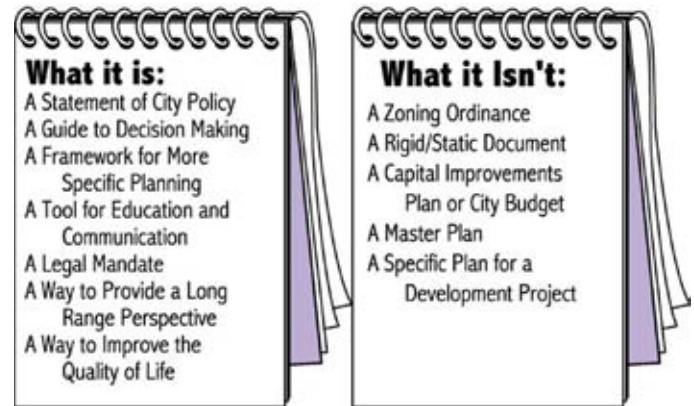 What it is:
A Statement of City Policy
A Guide to Decision Making
A Framework for More
Specific Planning
A Tool for Education and
Communication
A Legal Mandate
A Way to Provide a Long
Range Perspective
A Way to Improve the
Quality of Life
What it Isn't:
A Zoning Ordinance
A Rigid/Static Document
A Capital Improvements
Plan or City Budget
A Master Plan
A Specific Plan for a
Development Project